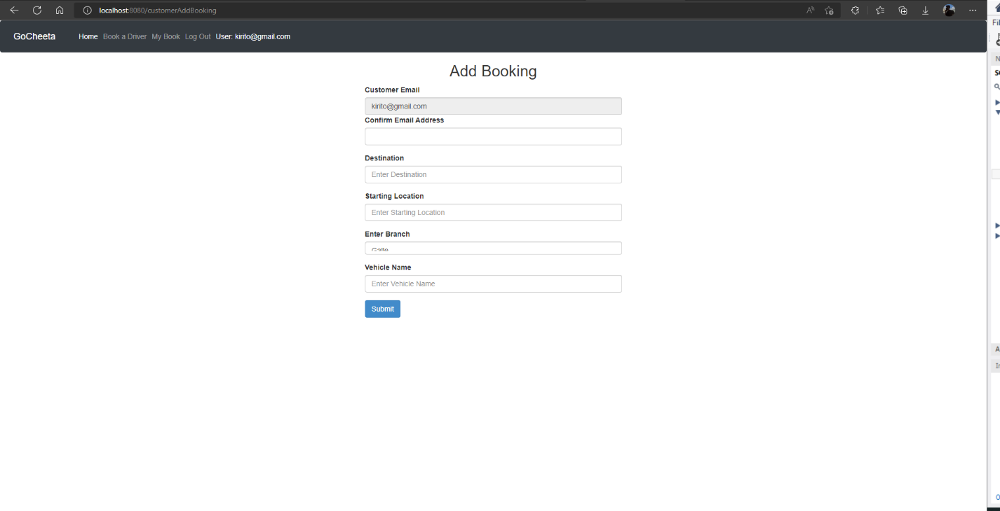 localhost:8080/customerAddBooking
GoCheeta Home Book a Driver My Book Log Out User: kirito@gmail.com
Add Booking
Customer Email
kirito@gmail.com
Confirm Email Address
Destination
Enter Destination
Starting Location
Enter Starting Location
Enter Branch
Galle
Vehicle Name
Enter Vehicle Name
Submit